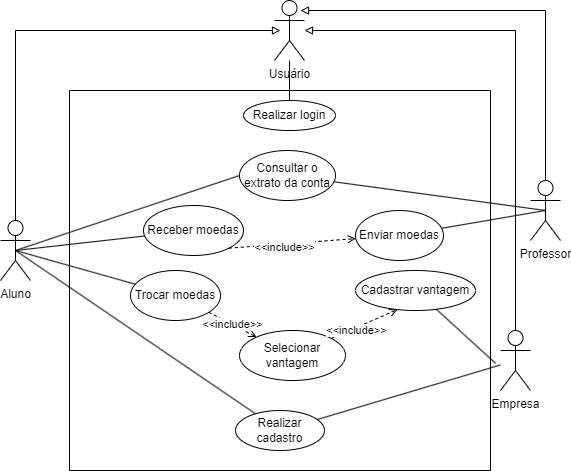 Usuário
Realizar login
Consultar o
extrato da conta
Receber moedas
<<include>>
Enviar moedas
Professor
Aluno
Trocar moedas
Cadastrar vantagem
<<include>>
<<include>>
Selecionar
vantagem
Empresa
Realizar
cadastro